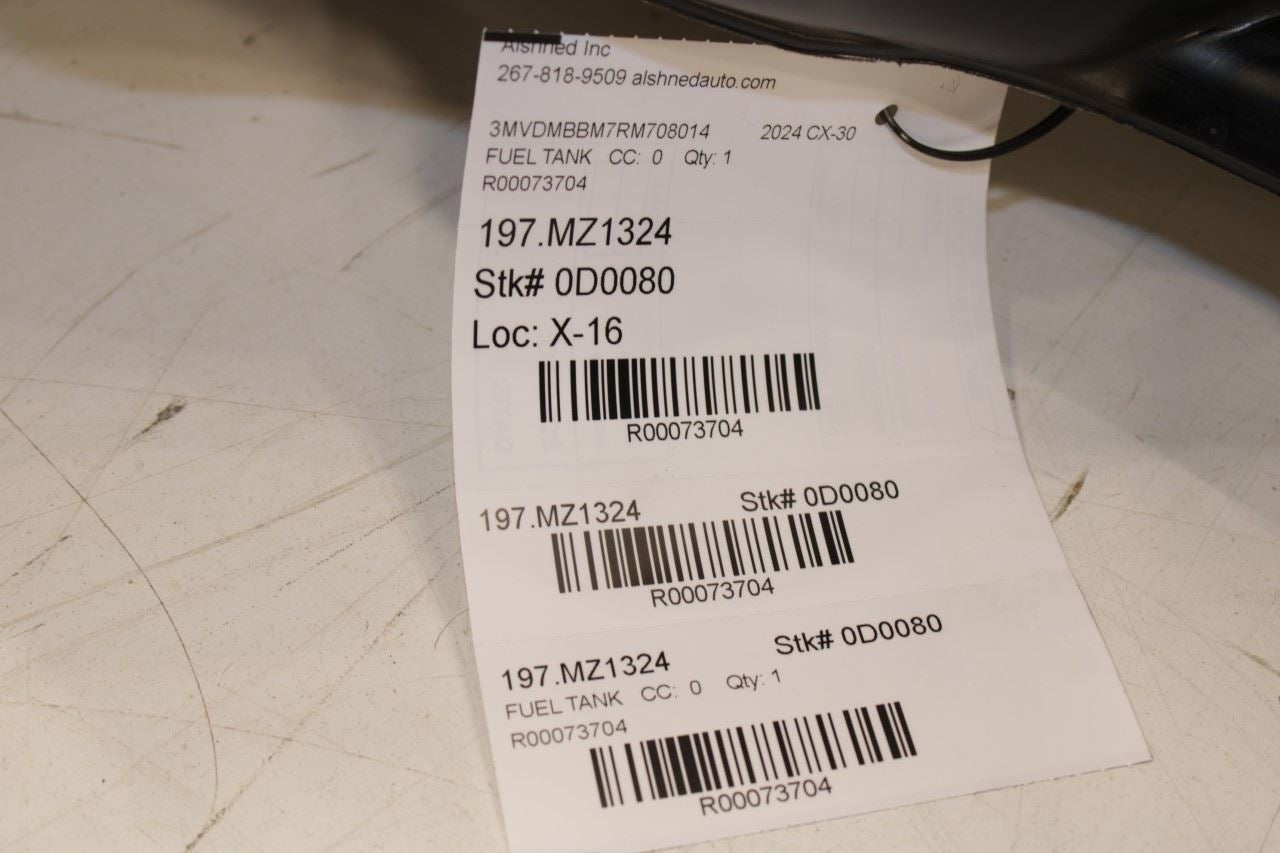 Alshned Inc
267-818-9509 alshnedauto.com
3MVDMBBM7RM708014 2024 CX-30
FUEL TANK CC: 0 Qty: 1
R00073704
197.MZ1324
Stk# 0D0080
Loc: X-16
R00073704
197.MZ1324 Stk# 0D0080
R00073704
197.MZ1324 Stk# 0D0080
FUEL TANK CC: 0 Qty: 1
R00073704
R00073704